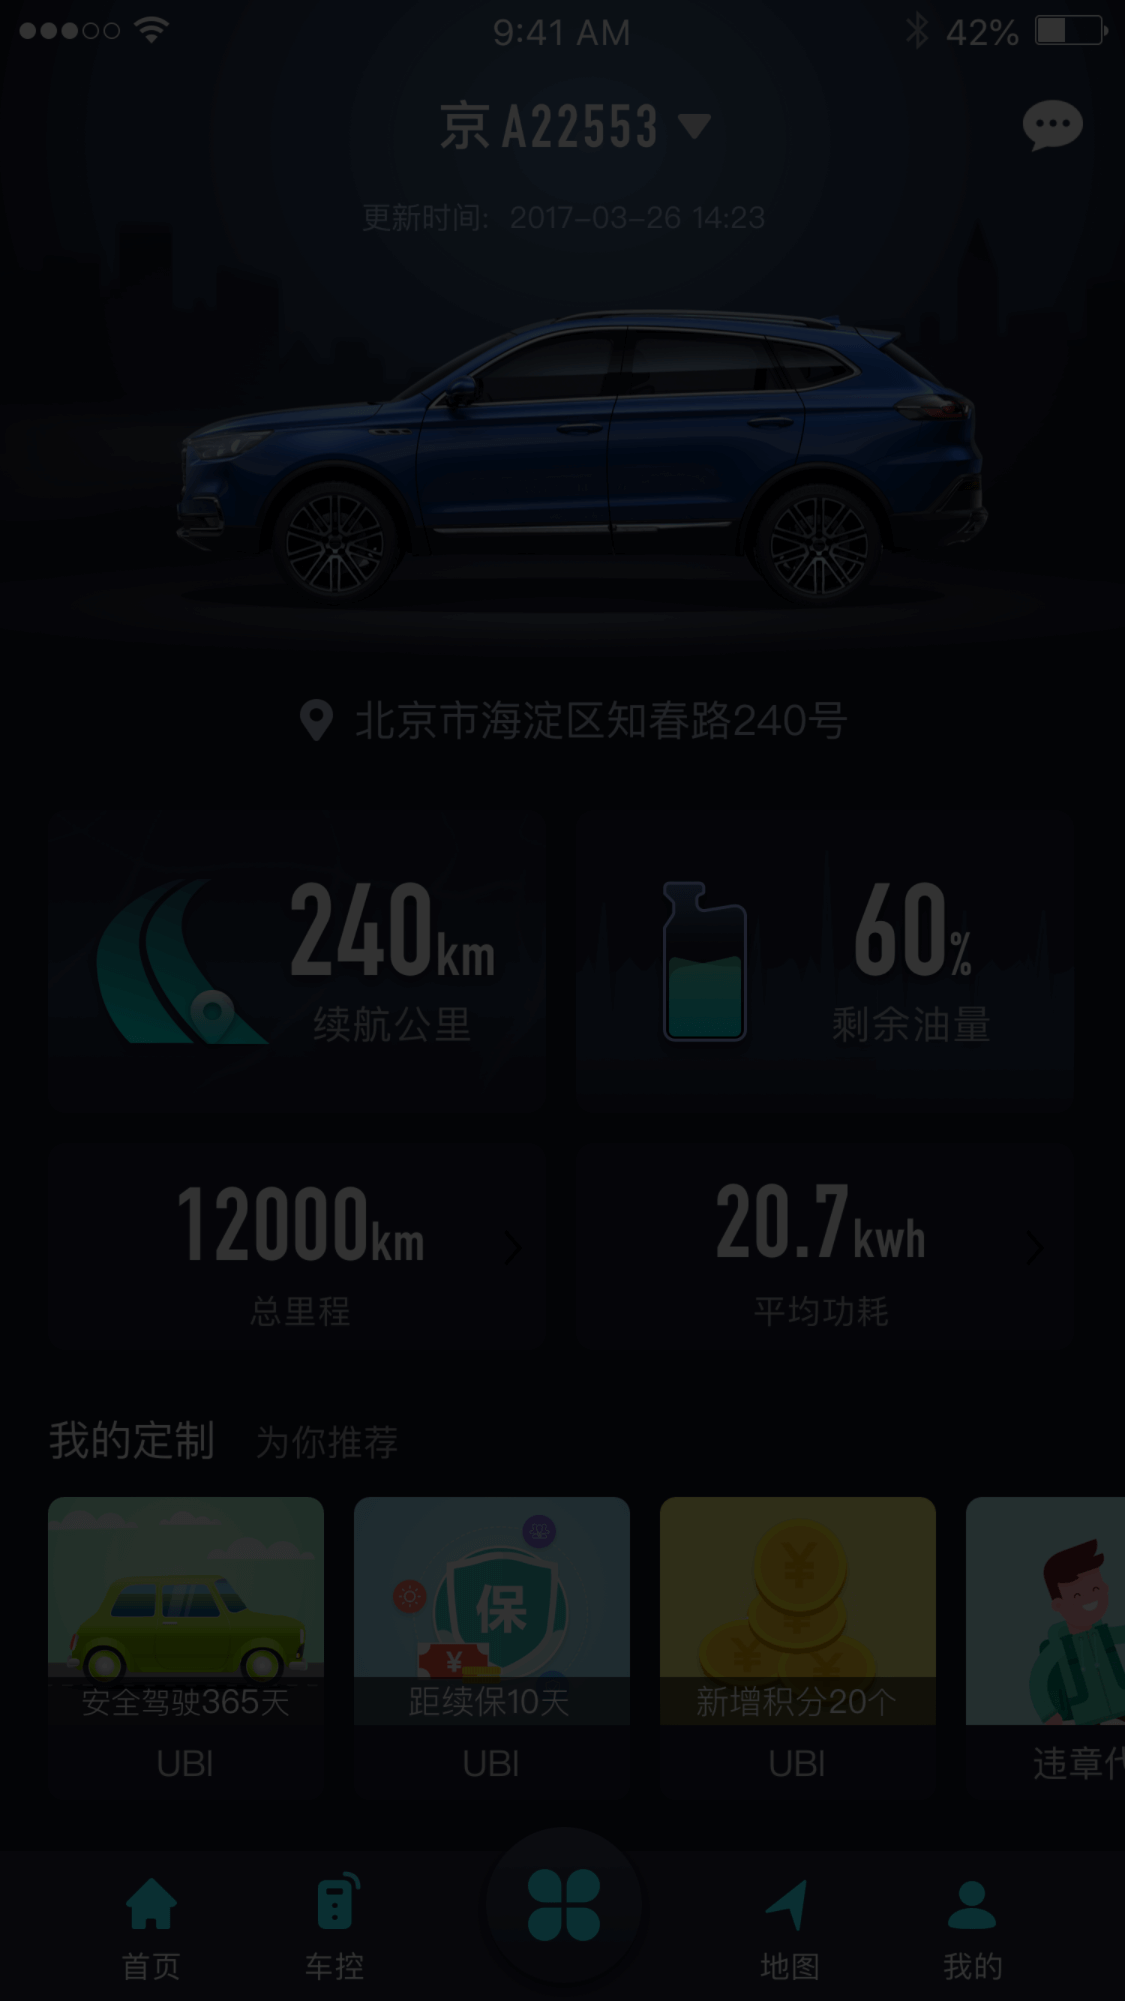 9:41 AM
42%
京 A22553
更新时间: 2017-03-26 14:23
北京市海淀区知春路240号
240km
续航公里
60%
剩余油量
12000km
总里程
20.7kwh
平均功耗
我的定制 为你推荐
保
¥
¥
¥
¥
¥
安全驾驶365天
距续保10天
新增积分20个
UBI
UBI
UBI
违章代
首页
车控
地图
我的